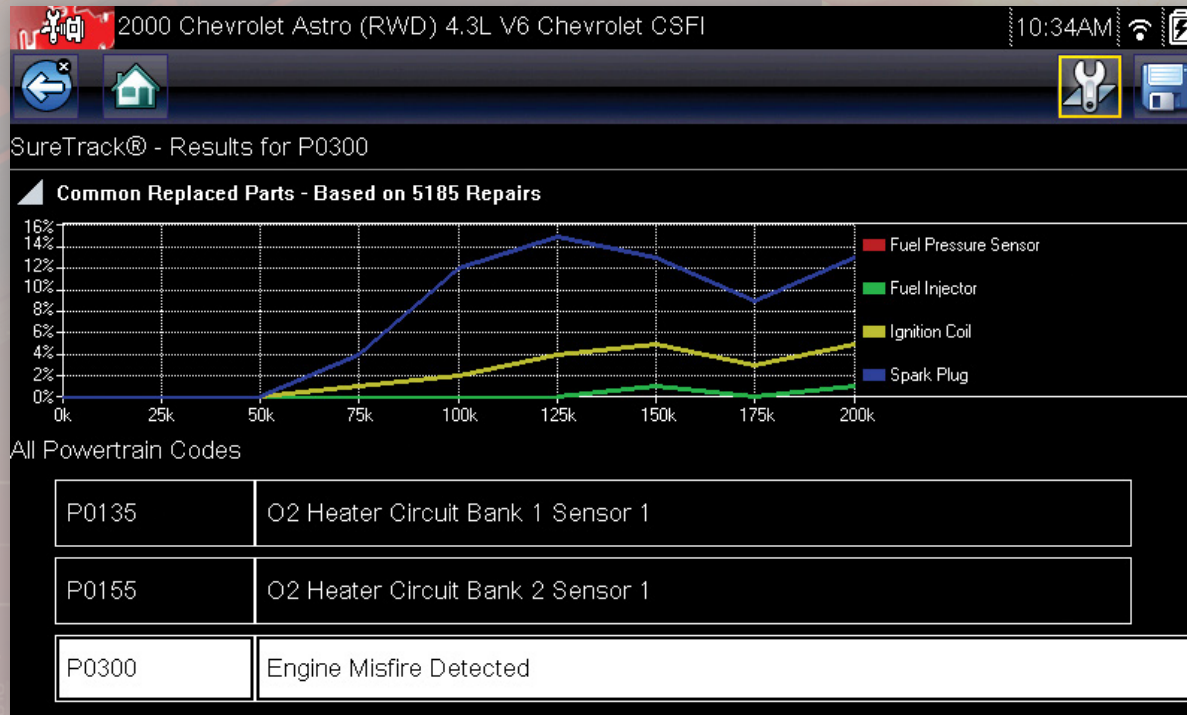 2000 Chevrolet Astro (RWD) 4.3L V6 Chevrolet CSFI 10:34AM
SureTrack® - Results for P0300
Common Replaced Parts - Based on 5185 Repairs
16%
14%
12%
10%
8%
6%
4%
2%
0%
0k 25k 50k 75k 100k 125k 150k 175k 200k
Fuel Pressure Sensor
Fuel Injector
Ignition Coil
Spark Plug
All Powertrain Codes
P0135 O2 Heater Circuit Bank 1 Sensor 1
P0155 O2 Heater Circuit Bank 2 Sensor 1
P0300 Engine Misfire Detected